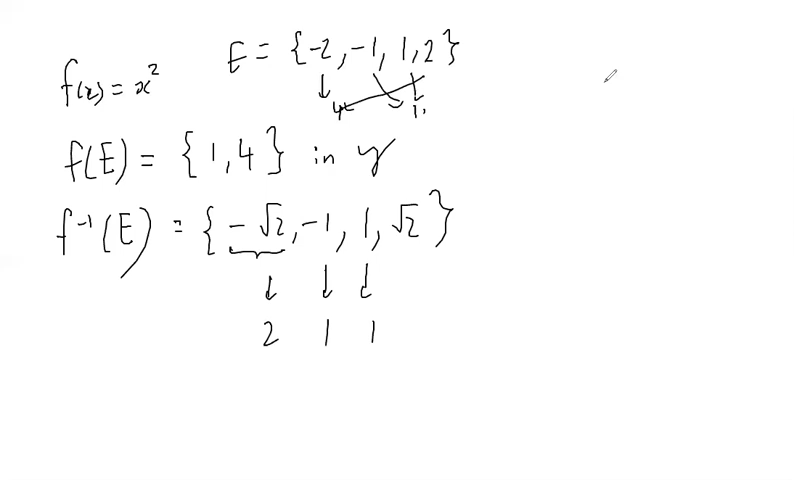 E = {-2, -1, 1, 2}
f(x) = x²
4 1
f(E) = {1, 4} in y
f⁻¹(E) = {-√2, -1, 1, √2}
2 1 1